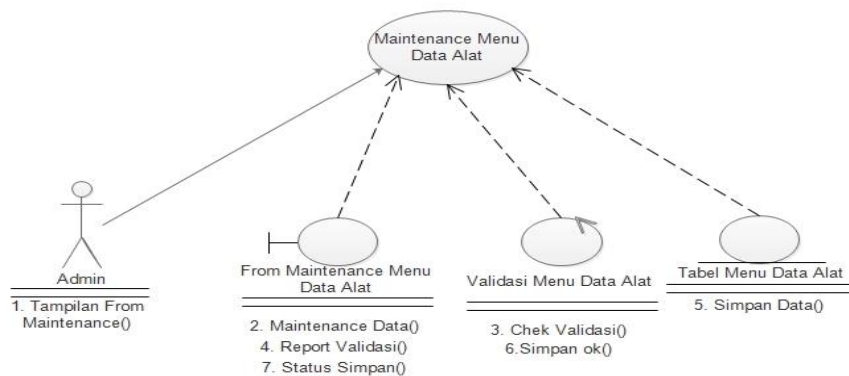 Maintenance Menu
Data Alat
Admin
1. Tampilan From
Maintenance()
From Maintenance Menu
Data Alat
2. Maintenance Data()
4. Report Validasi()
7. Status Simpan()
Validasi Menu Data Alat
3. Chek Validasi()
6.Simpan ok()
Tabel Menu Data Alat
5. Simpan Data()